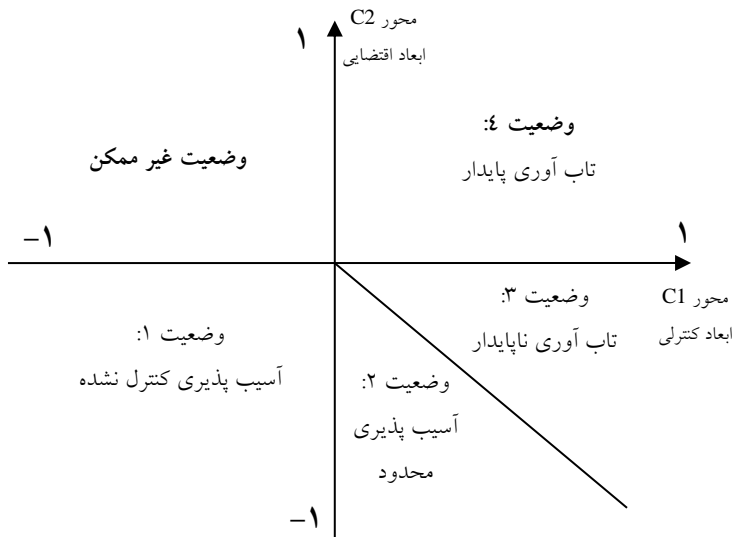 محور C2
ابعاد اقتضایی
۱
وضعیت ٤:
تاب آوری پایدار
وضعیت غیر ممکن
۱
–۱
محور C1
ابعاد کنترلی
وضعیت ۳:
تاب آوری ناپایدار
وضعیت ۱:
آسیب پذیری کنترل نشده
وضعیت ۲:
آسیب پذیری
محدود
–۱